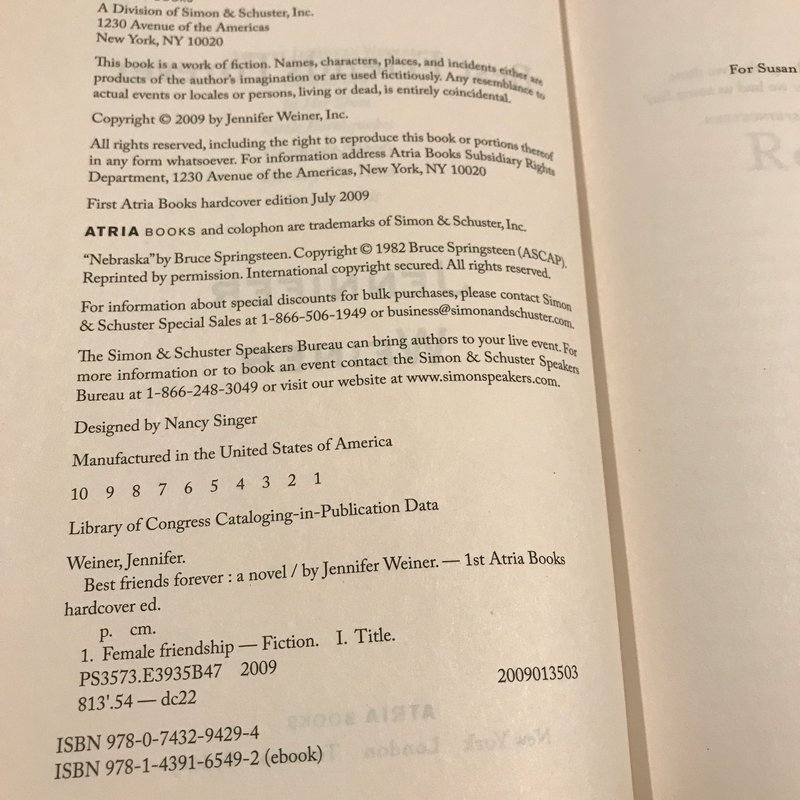 A Division of Simon & Schuster, Inc.
1230 Avenue of the Americas
New York, NY 10020
This book is a work of fiction. Names, characters, places, and incidents either are
products of the author's imagination or are used fictitiously. Any resemblance to
actual events or locales or persons, living or dead, is entirely coincidental.
Copyright © 2009 by Jennifer Weiner, Inc.
All rights reserved, including the right to reproduce this book or portions thereof
in any form whatsoever. For information address Atria Books Subsidiary Rights
Department, 1230 Avenue of the Americas, New York, NY 10020
First Atria Books hardcover edition July 2009
ATRIA BOOKS and colophon are trademarks of Simon & Schuster, Inc.
"Nebraska" by Bruce Springsteen. Copyright © 1982 Bruce Springsteen (ASCAP).
Reprinted by permission. International copyright secured. All rights reserved.
For information about special discounts for bulk purchases, please contact Simon
& Schuster Special Sales at 1-866-506-1949 or business@simonandschuster.com.
The Simon & Schuster Speakers Bureau can bring authors to your live event. For
more information or to book an event contact the Simon & Schuster Speakers
Bureau at 1-866-248-3049 or visit our website at www.simonspeakers.com.
Designed by Nancy Singer
Manufactured in the United States of America
10 9 8 7 6 5 4 3 2 1
Library of Congress Cataloging-in-Publication Data
Weiner, Jennifer.
Best friends forever : a novel / by Jennifer Weiner. — 1st Atria Books
hardcover ed.
p. cm.
1. Female friendship — Fiction. I. Title.
PS3573.E3935B47 2009
813'.54 — dc22
2009013503
ISBN 978-0-7432-9429-4
ISBN 978-1-4391-6549-2 (ebook)
For Susan